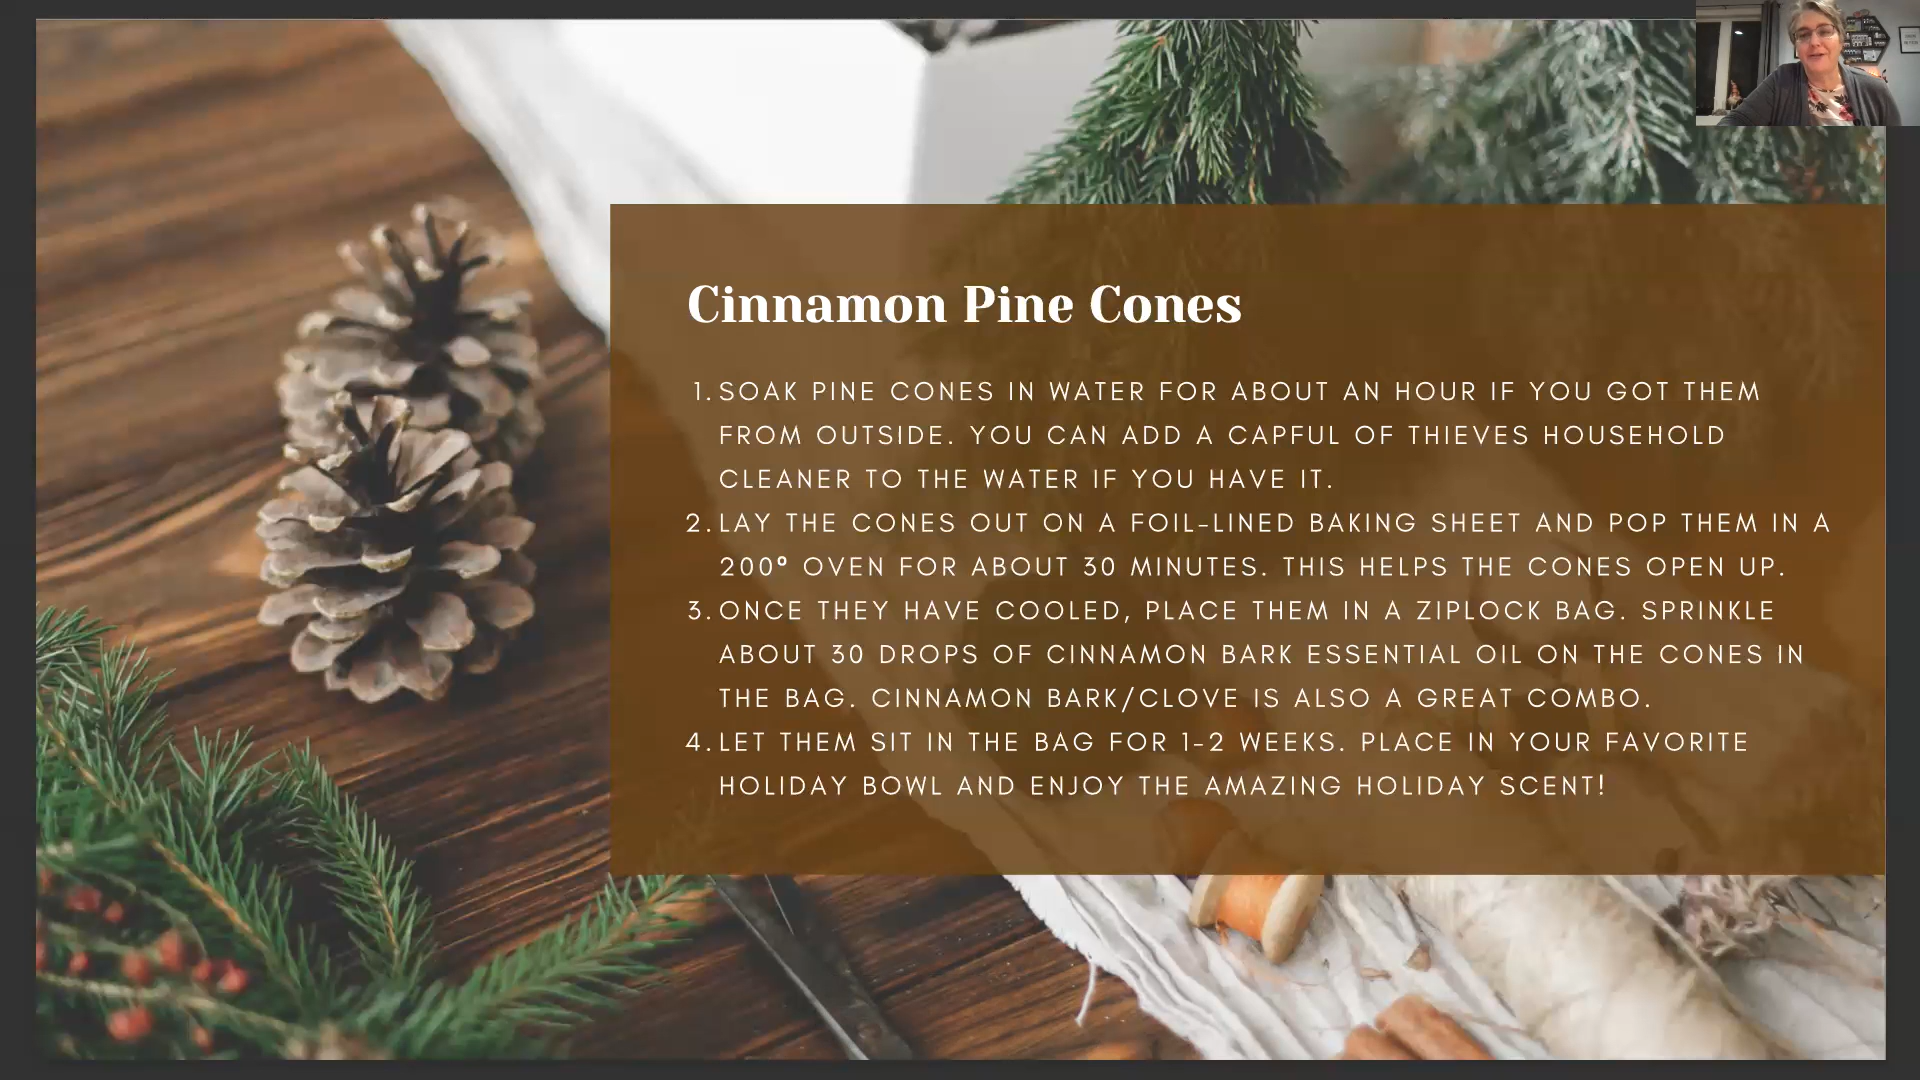 Cinnamon Pine Cones
1. SOAK PINE CONES IN WATER FOR ABOUT AN HOUR IF YOU GOT THEM
FROM OUTSIDE. YOU CAN ADD A CAPFUL OF THIEVES HOUSEHOLD
CLEANER TO THE WATER IF YOU HAVE IT.
2. LAY THE CONES OUT ON A FOIL-LINED BAKING SHEET AND POP THEM IN A
200° OVEN FOR ABOUT 30 MINUTES. THIS HELPS THE CONES OPEN UP.
3. ONCE THEY HAVE COOLED, PLACE THEM IN A ZIPLOCK BAG. SPRINKLE
ABOUT 30 DROPS OF CINNAMON BARK ESSENTIAL OIL ON THE CONES IN
THE BAG. CINNAMON BARK/CLOVE IS ALSO A GREAT COMBO.
4. LET THEM SIT IN THE BAG FOR 1-2 WEEKS. PLACE IN YOUR FAVORITE
HOLIDAY BOWL AND ENJOY THE AMAZING HOLIDAY SCENT!